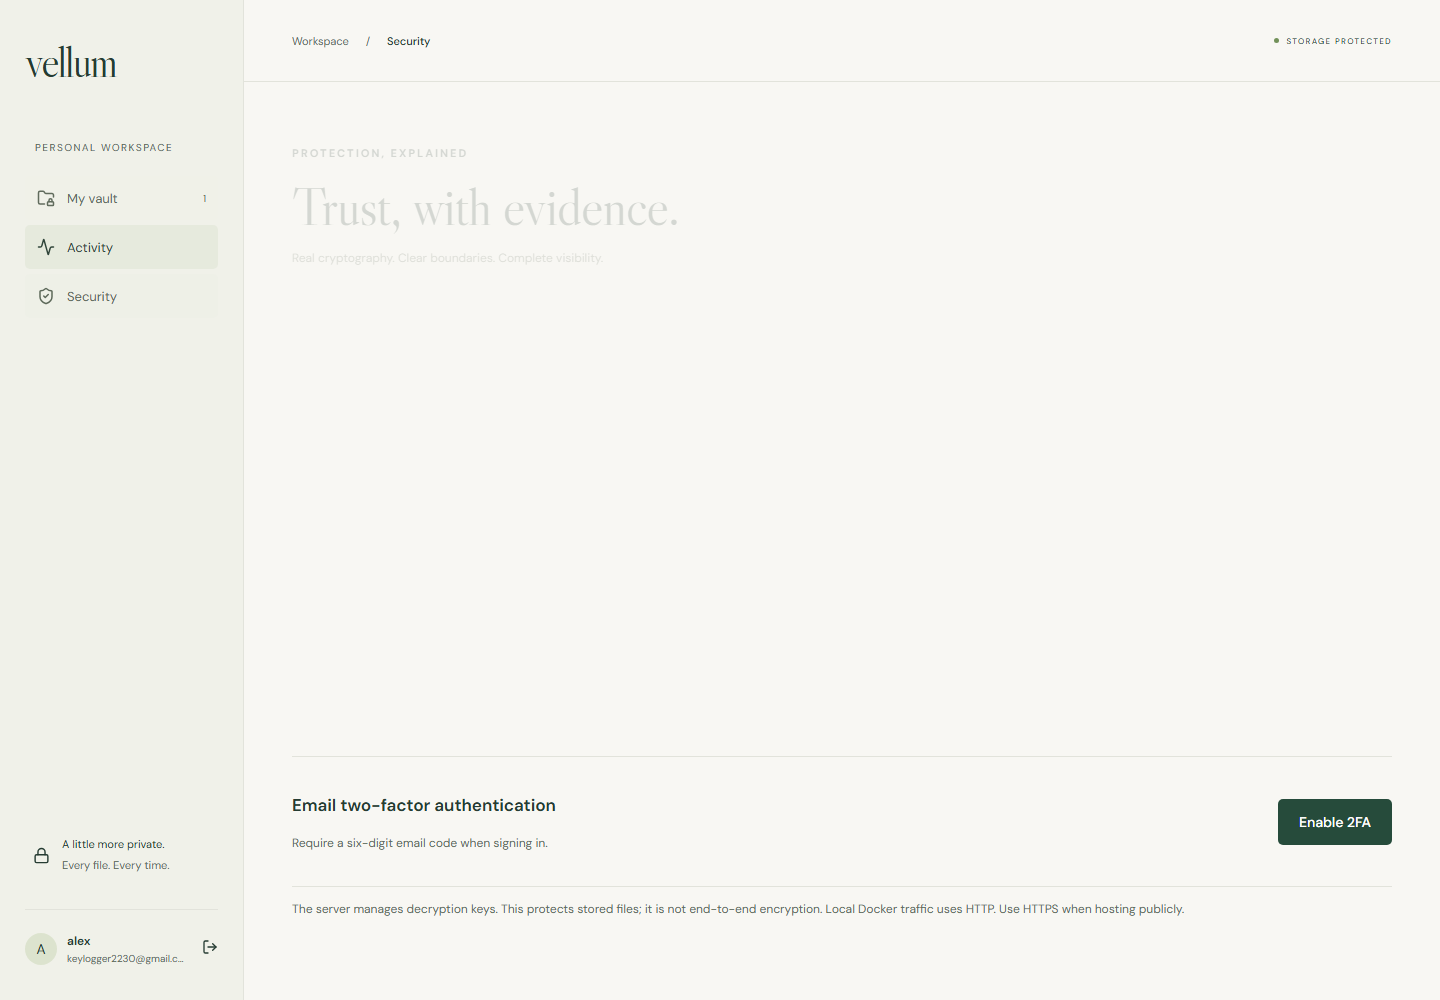 vellum
PERSONAL WORKSPACE
My vault 1
Activity
Security
A little more private.
Every file. Every time.
A
alex
keylogger2230@gmail.c...
Workspace / Security
STORAGE PROTECTED
PROTECTION, EXPLAINED
Trust, with evidence.
Real cryptography. Clear boundaries. Complete visibility.
Email two-factor authentication
Require a six-digit email code when signing in.
Enable 2FA
The server manages decryption keys. This protects stored files; it is not end-to-end encryption. Local Docker traffic uses HTTP. Use HTTPS when hosting publicly.